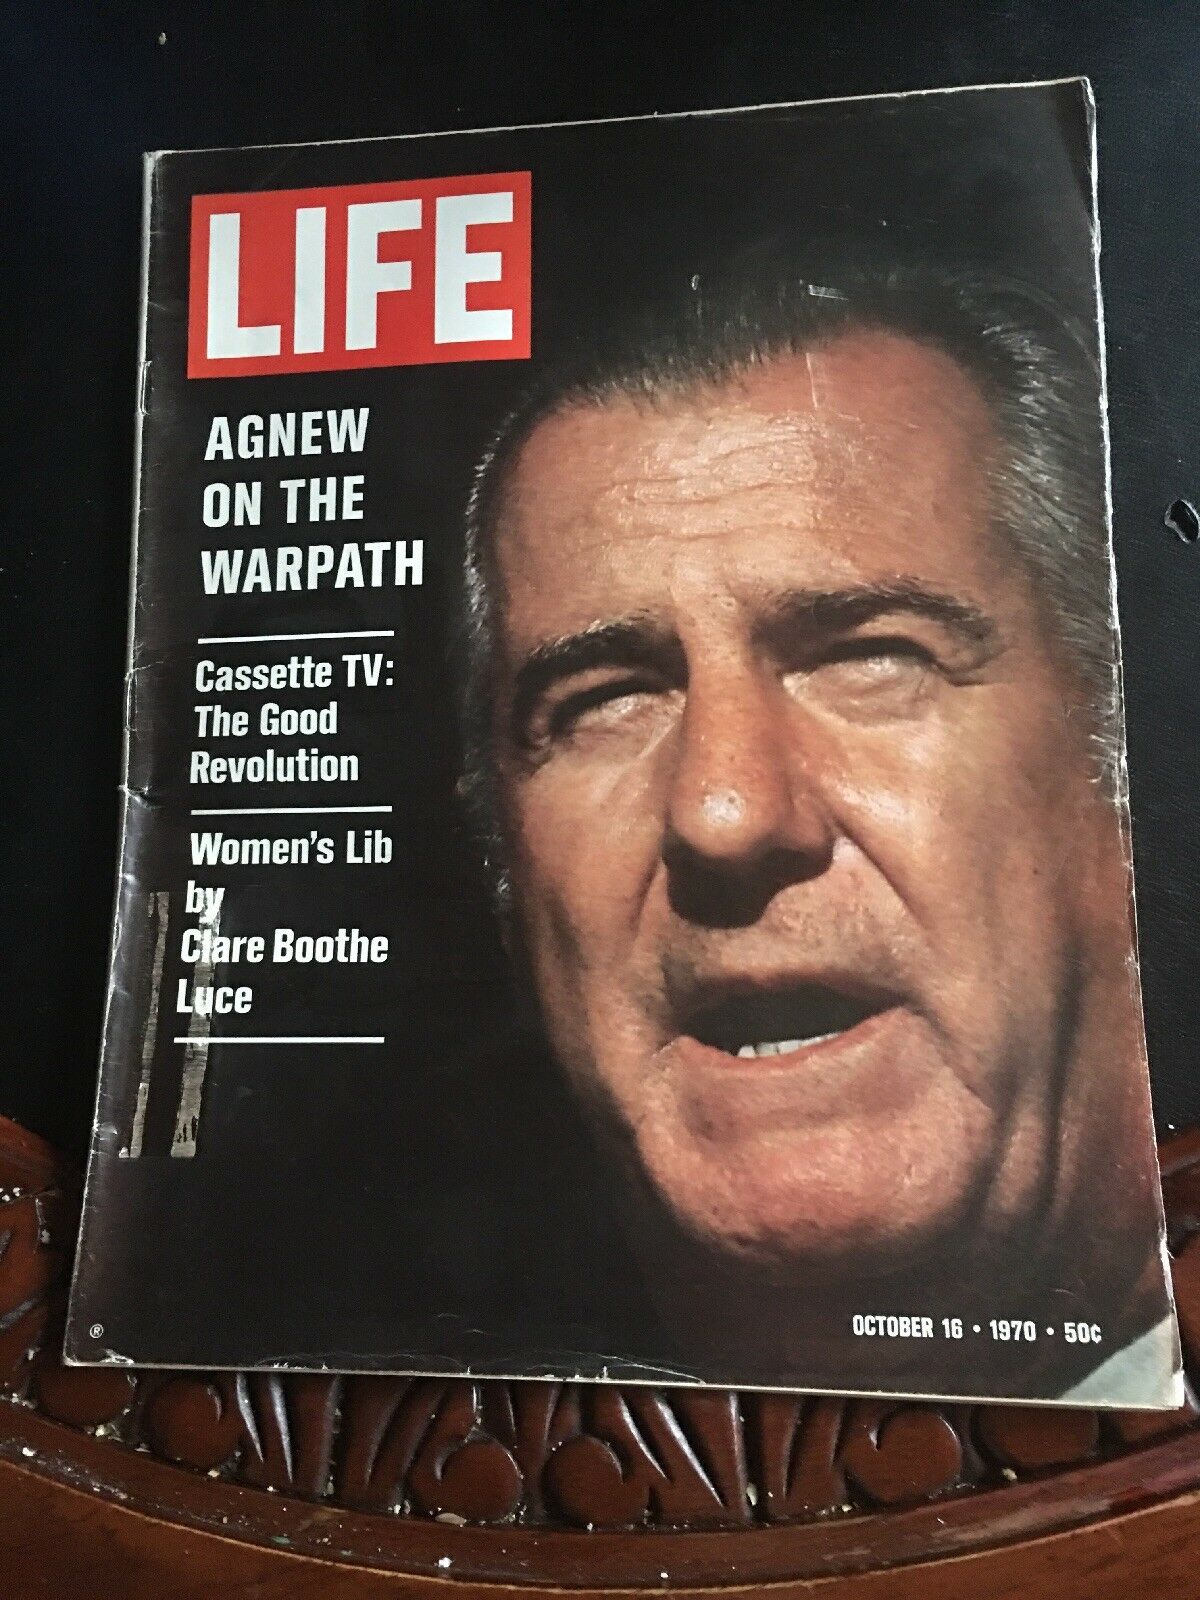 LIFE
AGNEW
ON THE
WARPATH
Cassette TV:
The Good
Revolution
Women's Lib
by
Clare Boothe
Luce
®
OCTOBER 16 • 1970 • 50¢